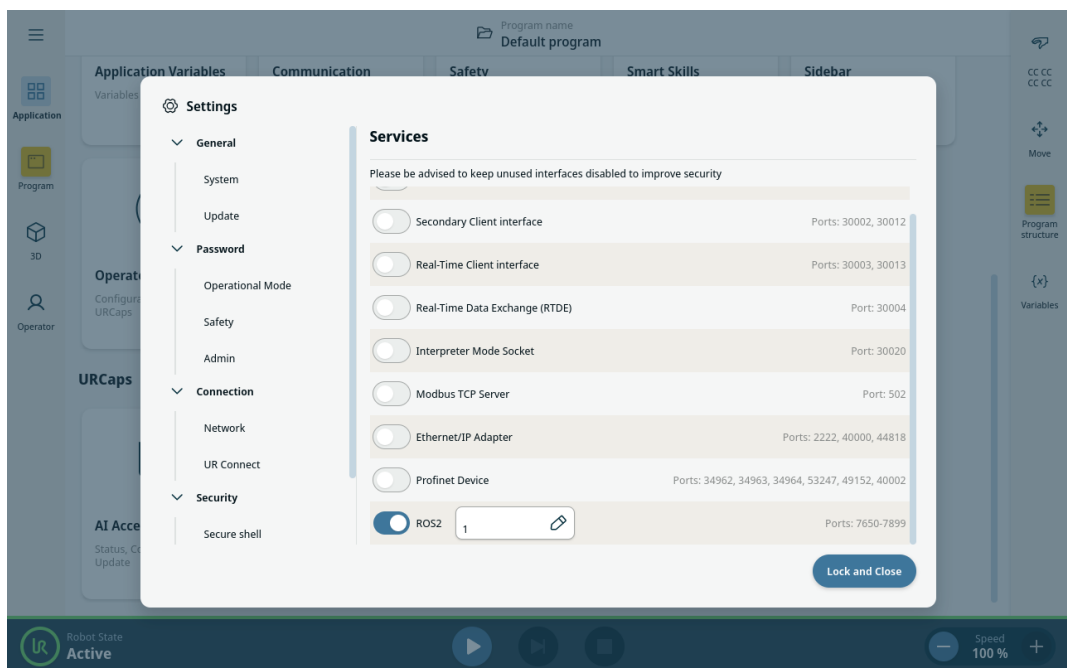 Program name
Default program
Application
Program
3D
Operator
Application Variables
Variables
Communication
Safety
Smart Skills
Sidebar
URCaps
Status, Co
Update
Configura
URCaps
Operat
AI Acce
Settings
General
System
Update
Password
Operational Mode
Safety
Admin
Connection
Network
UR Connect
Security
Secure shell
Services
Please be advised to keep unused interfaces disabled to improve security
Secondary Client interface Ports: 30002, 30012
Real-Time Client interface Ports: 30003, 30013
Real-Time Data Exchange (RTDE) Port: 30004
Interpreter Mode Socket Port: 30020
Modbus TCP Server Port: 502
Ethernet/IP Adapter Ports: 2222, 40000, 44818
Profinet Device Ports: 34962, 34963, 34964, 53247, 49152, 40002
ROS2 1 Ports: 7650-7899
Lock and Close
CC CC
CC CC
Move
Program
structure
{x}
Variables
UR
Robot State
Active
Speed
100 %